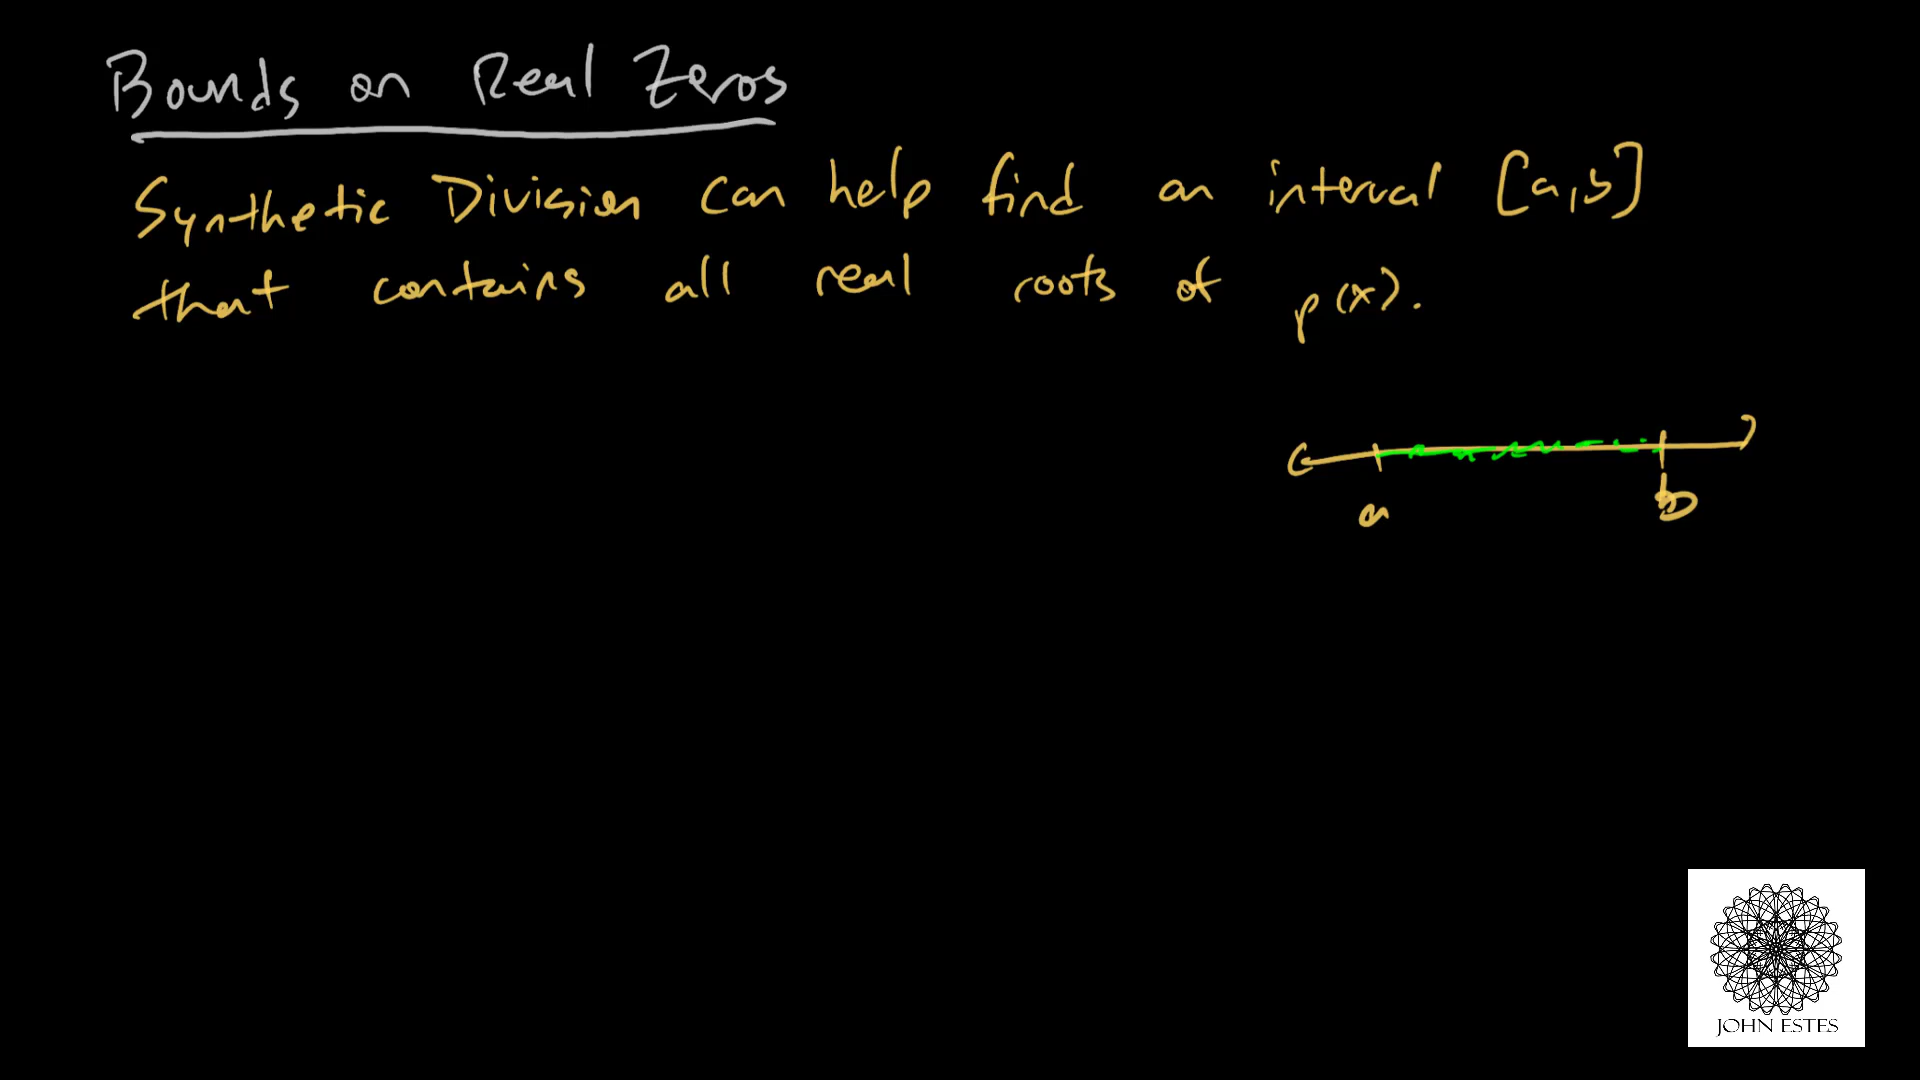 Bounds on Real Zeros
Synthetic Division can help find an interval [a,b]
that contains all real roots of p(x).
a b
JOHN ESTES